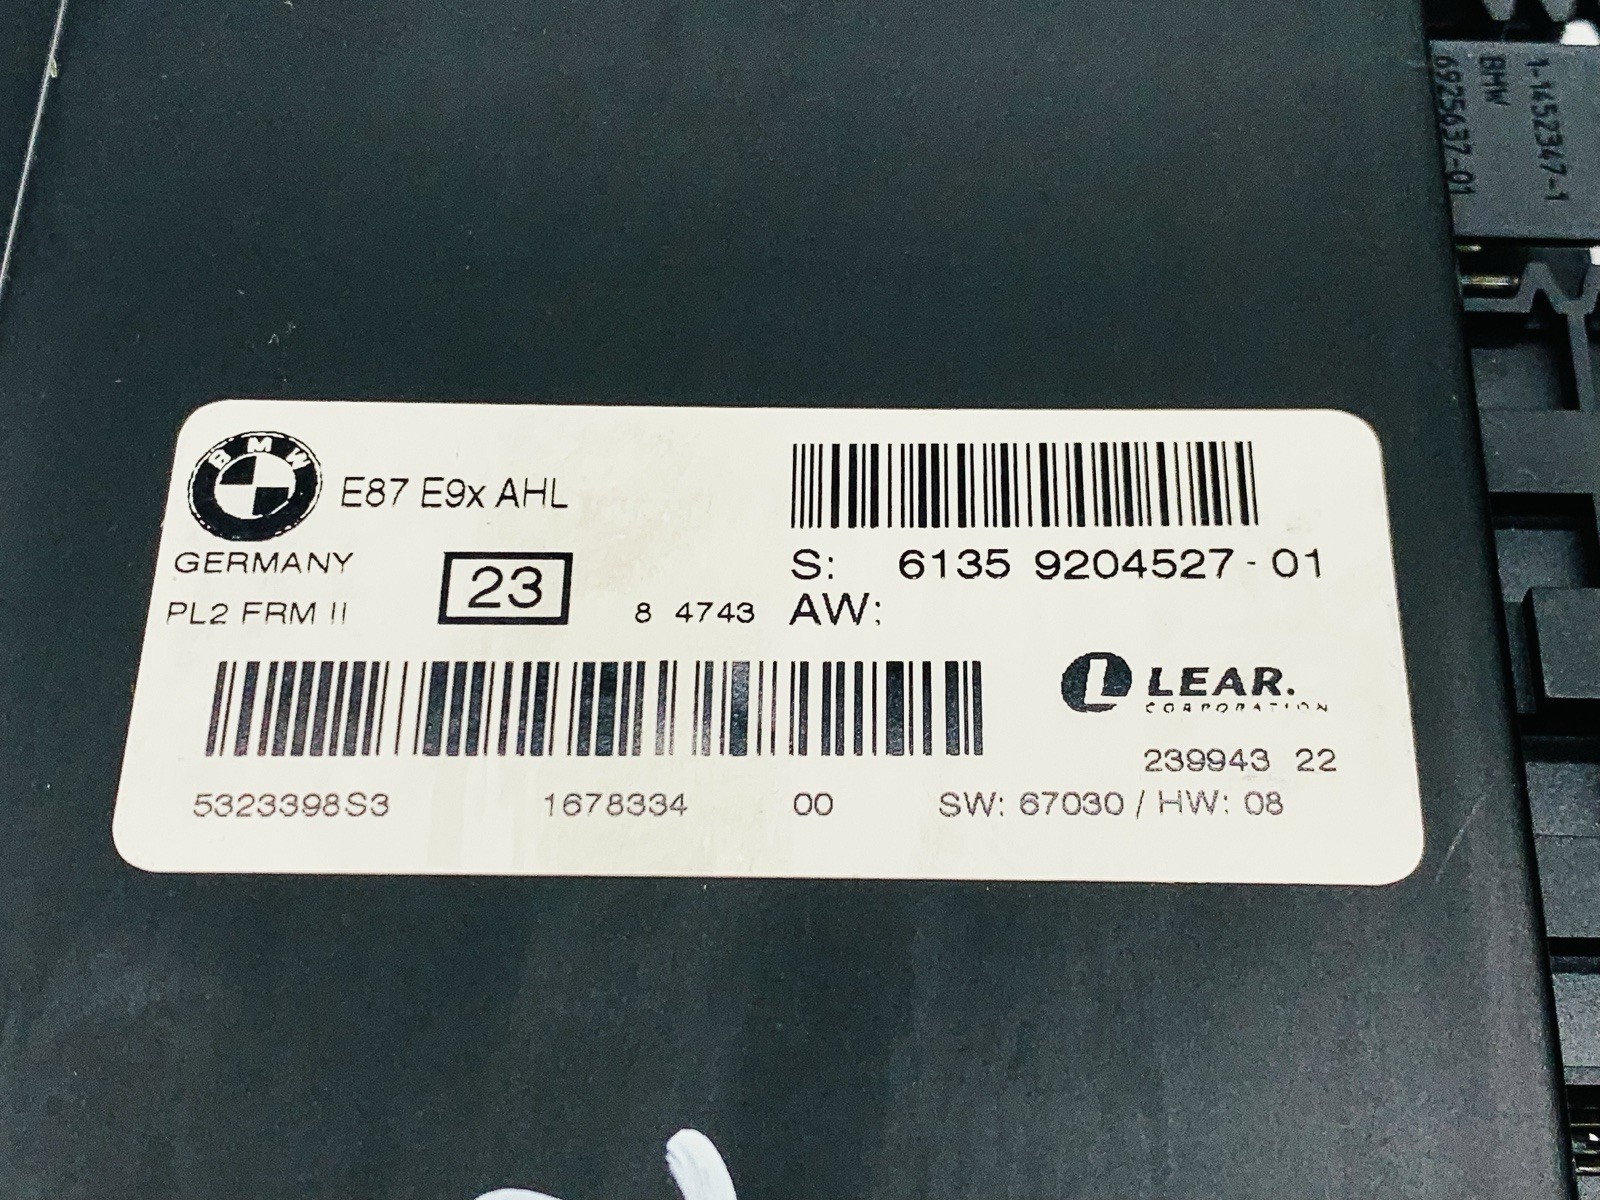 BMW
E87 E9x AHL
GERMANY
PL2 FRM II
23
8 4743
S: 6135 9204527-01
AW:
LEAR.
CORPORATION
239943 22
5323398S3 1678334 00 SW: 67030 / HW: 08
1-1452347-1
BMW
6925637-01